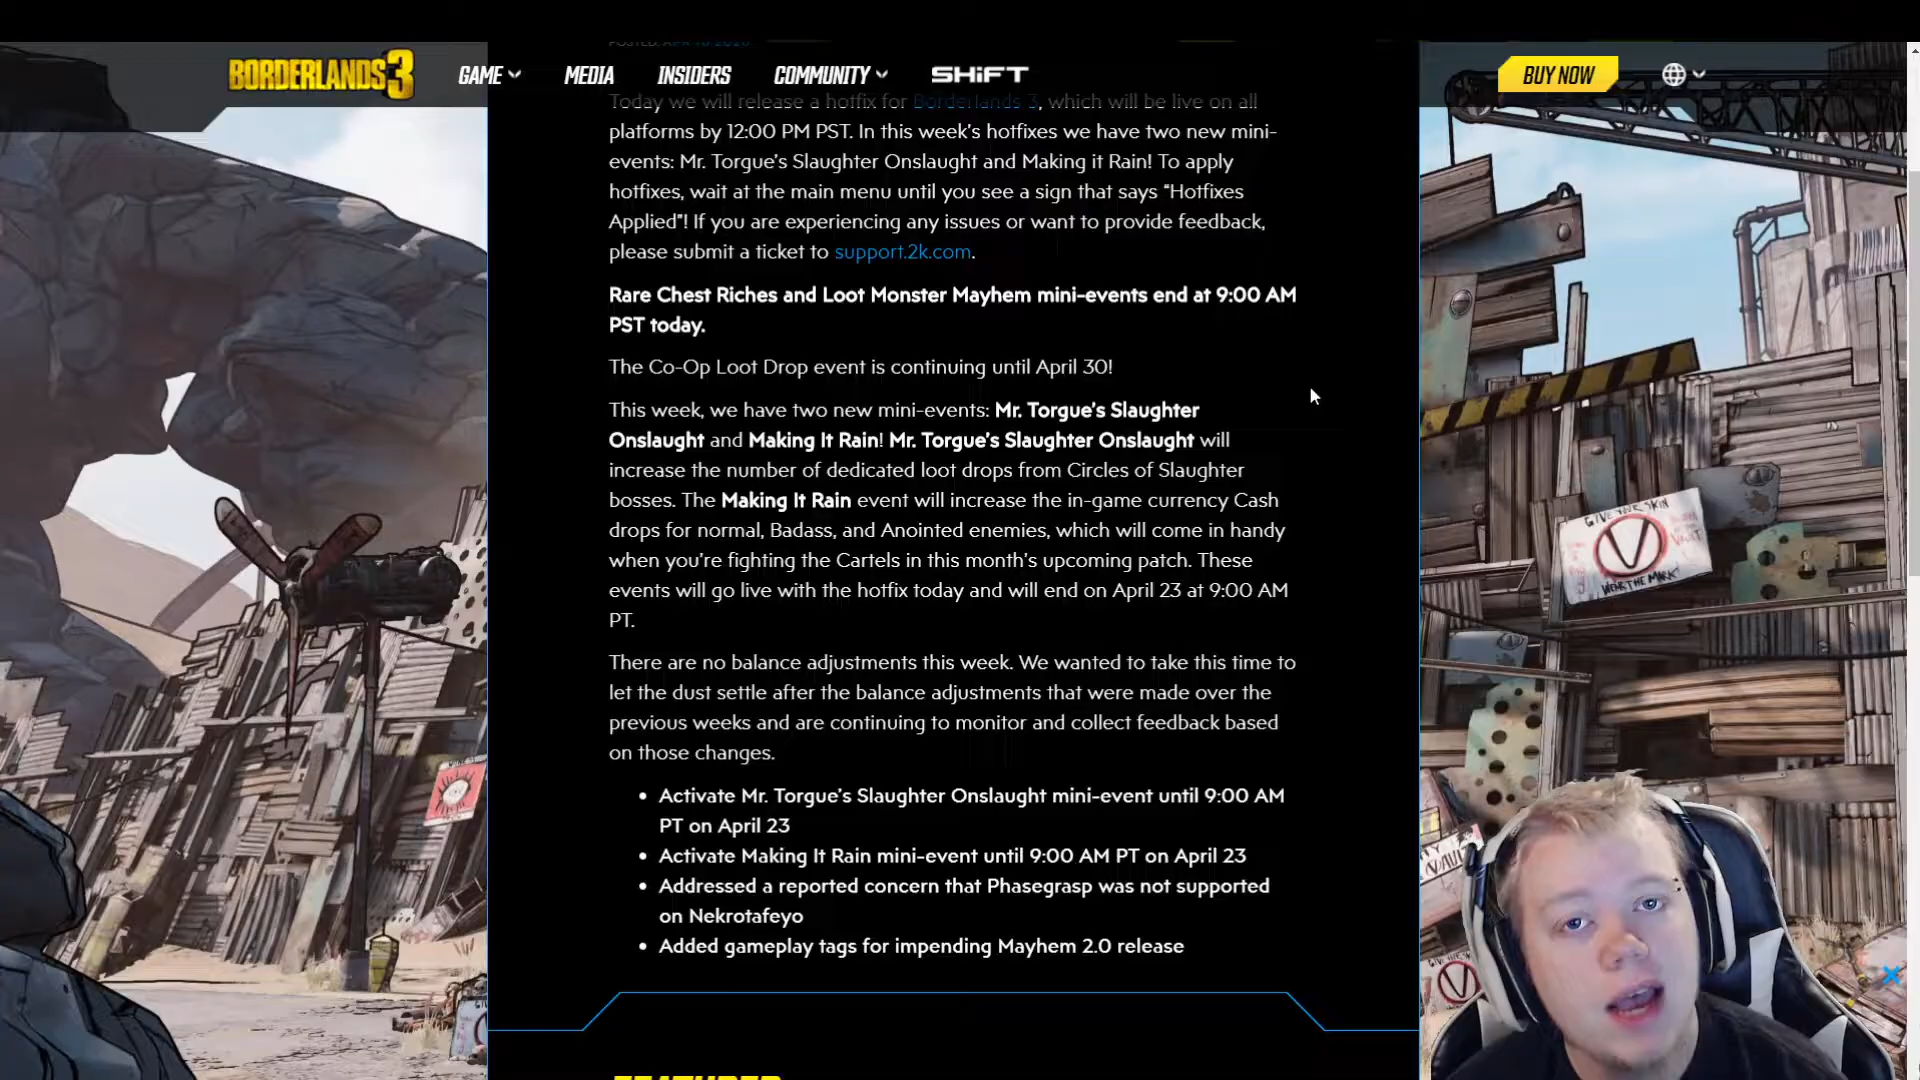 POSTED: APR 16 2020
BORDERLANDS 3
GAME
MEDIA
INSIDERS
COMMUNITY
SHiFT
BUY NOW
Today we will release a hotfix for Borderlands 3, which will be live on all
platforms by 12:00 PM PST. In this week's hotfixes we have two new mini-
events: Mr. Torgue's Slaughter Onslaught and Making it Rain! To apply
hotfixes, wait at the main menu until you see a sign that says “Hotfixes
Applied”! If you are experiencing any issues or want to provide feedback,
please submit a ticket to support.2k.com.
Rare Chest Riches and Loot Monster Mayhem mini-events end at 9:00 AM
PST today.
The Co-Op Loot Drop event is continuing until April 30!
This week, we have two new mini-events: Mr. Torgue's Slaughter
Onslaught and Making It Rain! Mr. Torgue's Slaughter Onslaught will
increase the number of dedicated loot drops from Circles of Slaughter
bosses. The Making It Rain event will increase the in-game currency Cash
drops for normal, Badass, and Anointed enemies, which will come in handy
when you're fighting the Cartels in this month's upcoming patch. These
events will go live with the hotfix today and will end on April 23 at 9:00 AM
PT.
There are no balance adjustments this week. We wanted to take this time to
let the dust settle after the balance adjustments that were made over the
previous weeks and are continuing to monitor and collect feedback based
on those changes.
• Activate Mr. Torgue's Slaughter Onslaught mini-event until 9:00 AM
PT on April 23
• Activate Making It Rain mini-event until 9:00 AM PT on April 23
• Addressed a reported concern that Phasegrasp was not supported
on Nekrotafeyo
• Added gameplay tags for impending Mayhem 2.0 release
GIVE YOUR SKIN
WEAR THE MARK
FEATURED